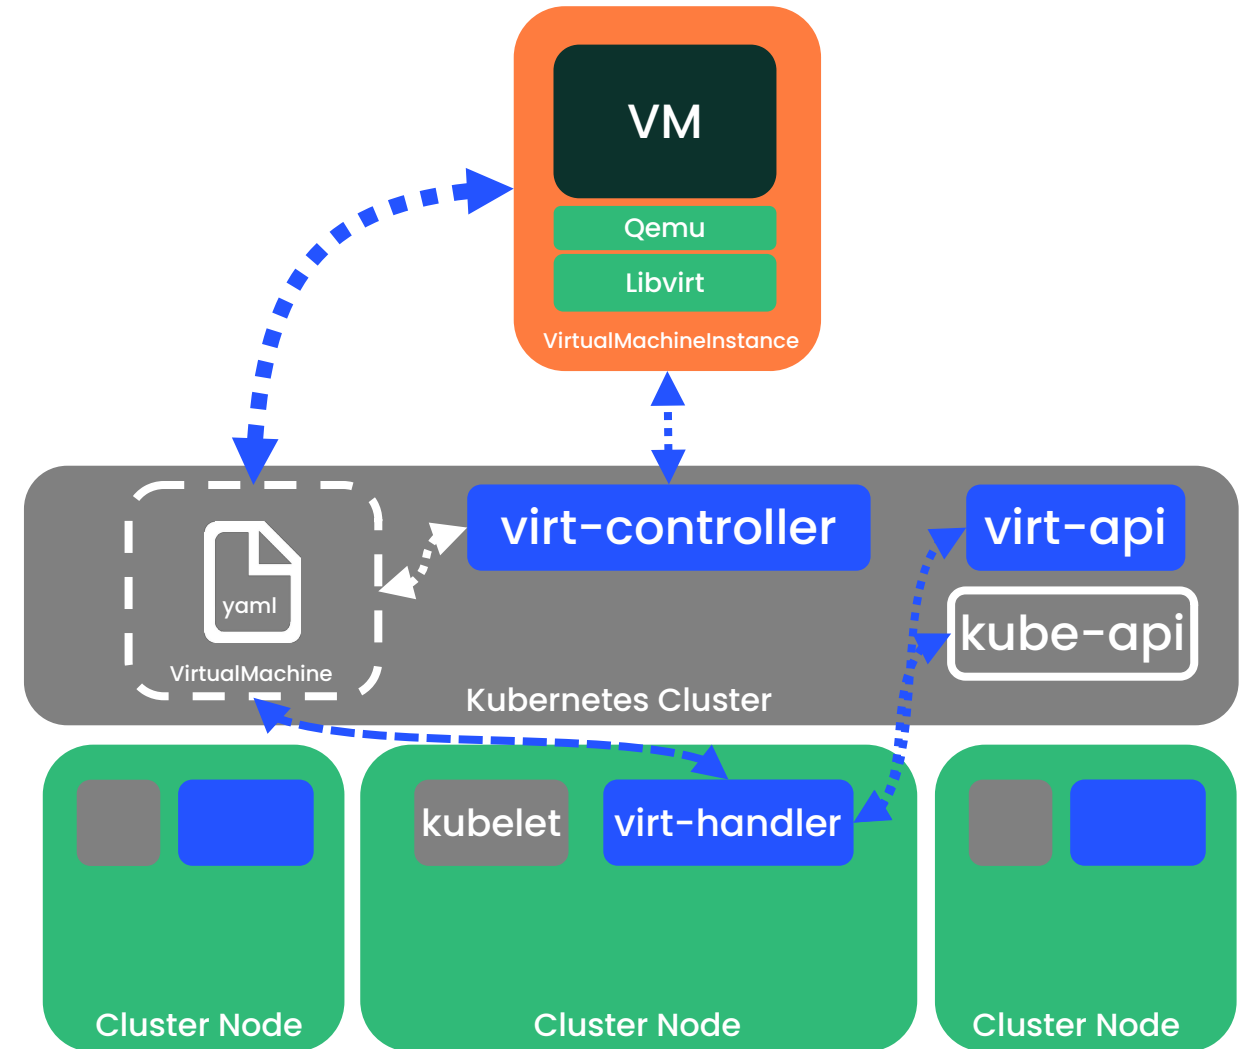 VM
Qemu
Libvirt
VirtualMachineInstance
virt-controller
virt-api
yaml
kube-api
VirtualMachine
Kubernetes Cluster
kubelet
virt-handler
Cluster Node
Cluster Node
Cluster Node